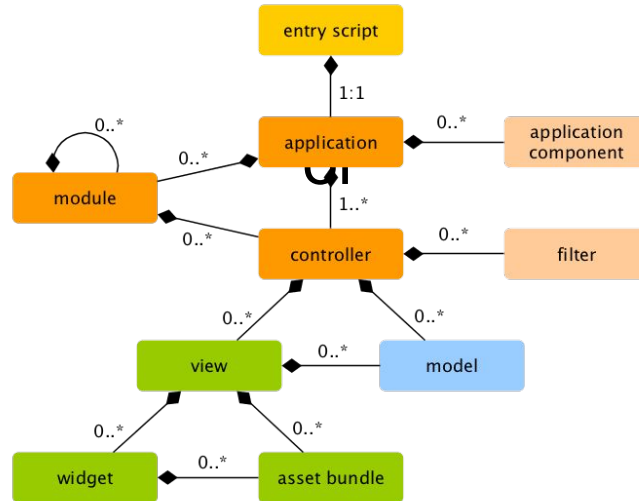 entry script
1:1
0..*
0..*
application
0..*
application
component
module
0..*
1..*
controller
0..*
filter
0..*
0..*
view
0..*
model
0..*
0..*
widget
0..*
asset bundle